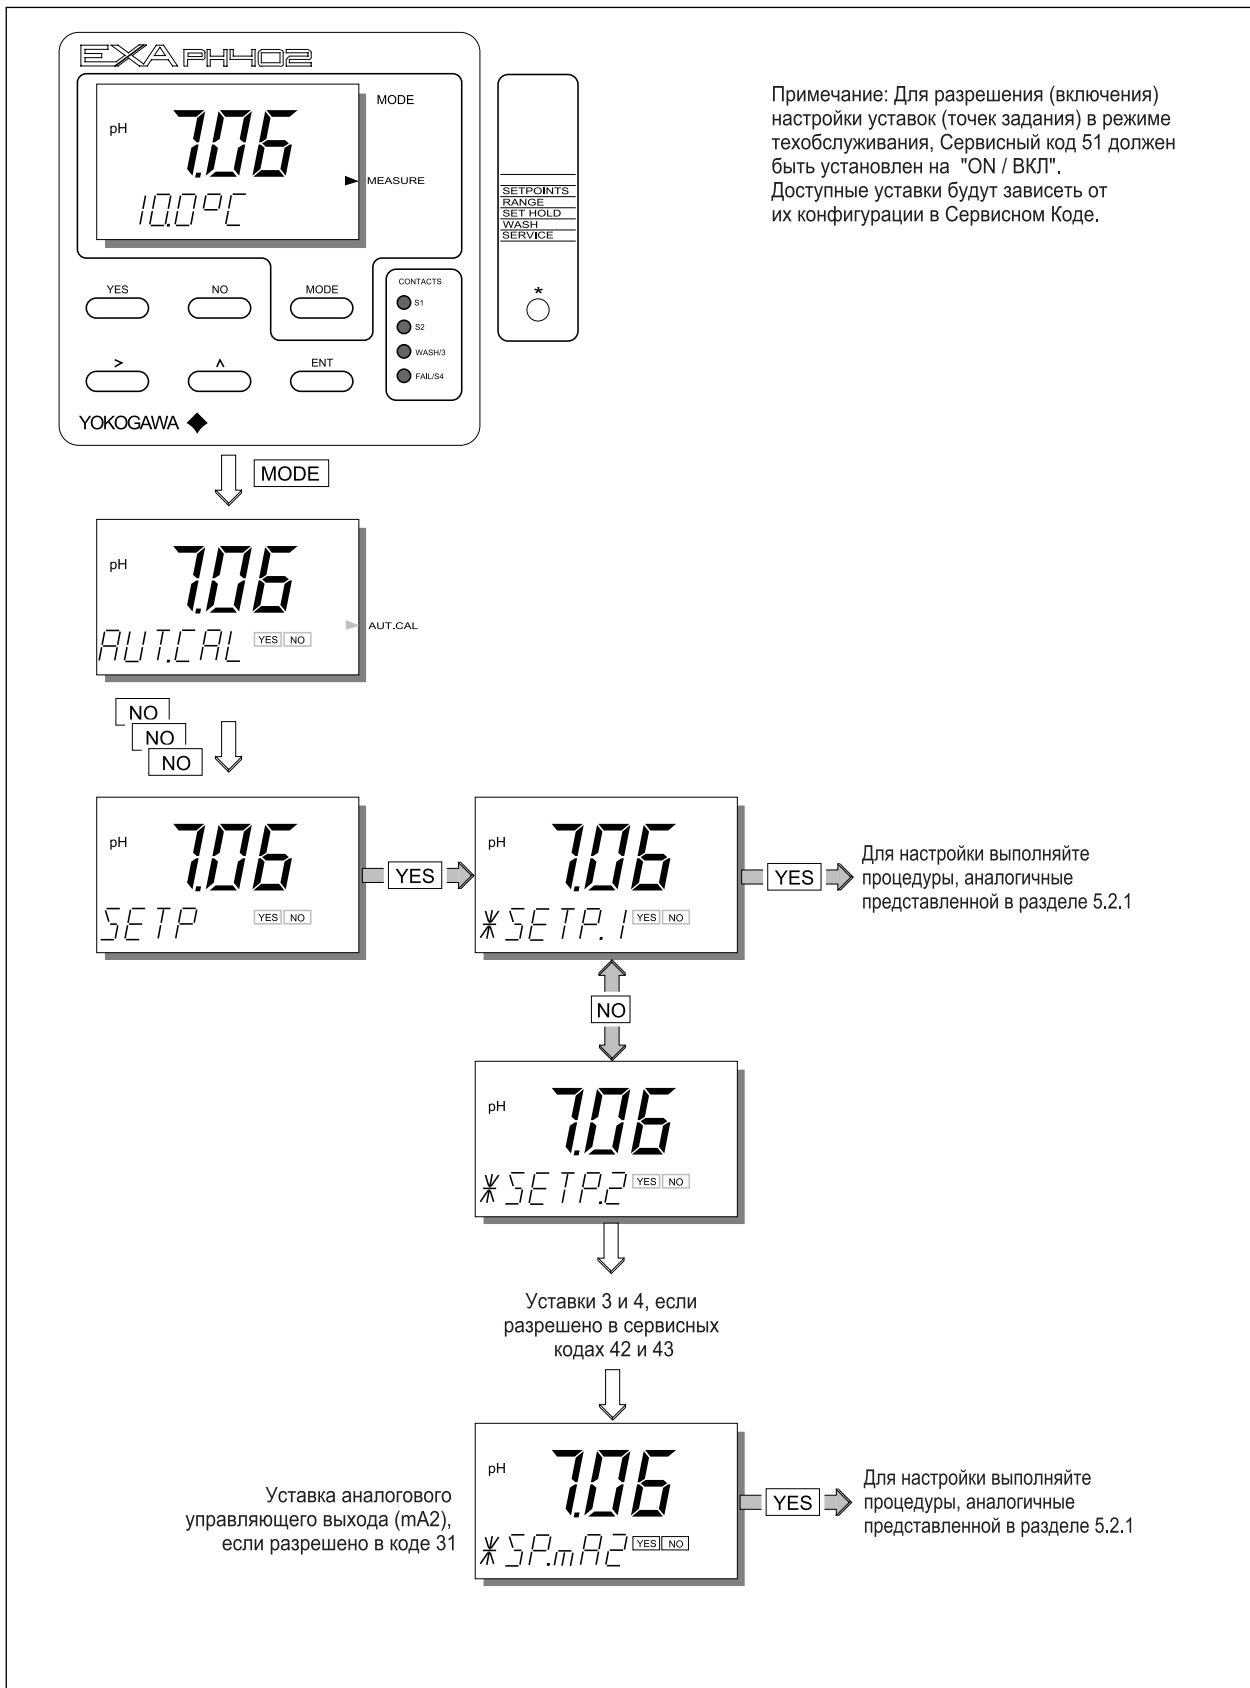 EXA PH402
pH
7.06
10.0°C
MODE
MEASURE
YES
NO
MODE
>
^
ENT
CONTACTS
S1
S2
WASH/3
FAIL/S4
YOKOGAWA
SETPOINTS
RANGE
SET HOLD
WASH
SERVICE
*
Примечание: Для разрешения (включения)
настройки уставок (точек задания) в режиме
техобслуживания, Сервисный код 51 должен
быть установлен на "ON / ВКЛ".
Доступные уставки будут зависеть от
их конфигурации в Сервисном Коде.
MODE
pH
7.06
AUT.CAL YES NO
AUT.CAL
NO
NO
NO
pH
7.06
SETP YES NO
YES
pH
7.06
*SETP.1 YES NO
YES
Для настройки выполняйте
процедуры, аналогичные
представленной в разделе 5.2.1
NO
pH
7.06
*SETP.2 YES NO
Уставки 3 и 4, если
разрешено в сервисных
кодах 42 и 43
Уставка аналогового
управляющего выхода (mA2),
если разрешено в коде 31
pH
7.06
*SP.mA2 YES NO
YES
Для настройки выполняйте
процедуры, аналогичные
представленной в разделе 5.2.1